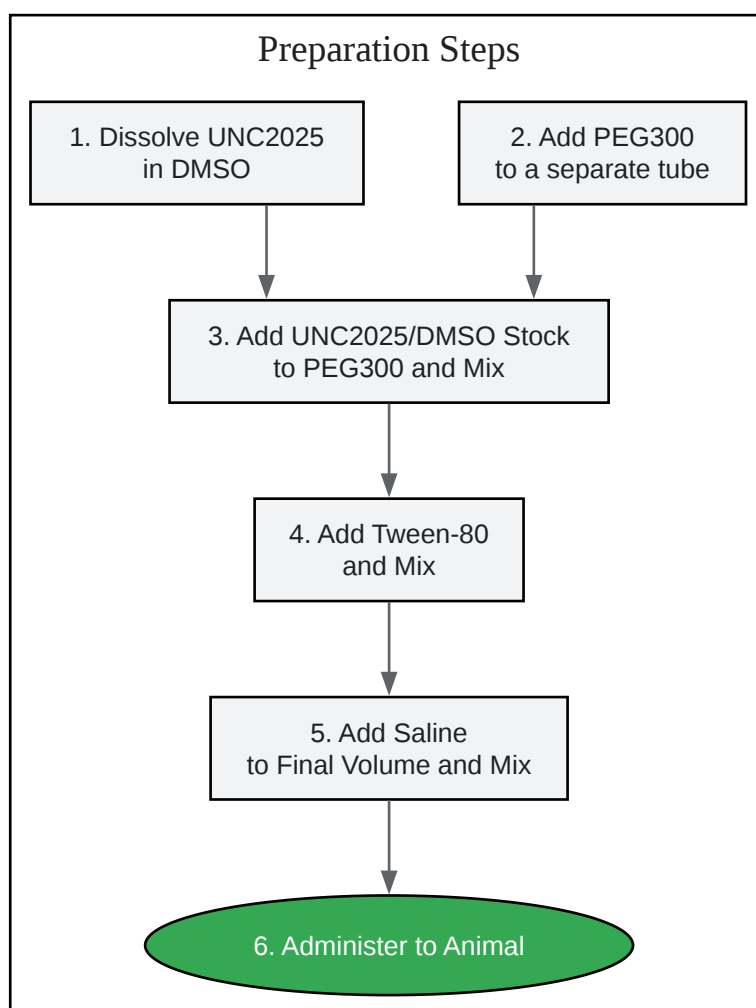 Preparation Steps
1. Dissolve UNC2025
in DMSO
2. Add PEG300
to a separate tube
3. Add UNC2025/DMSO Stock
to PEG300 and Mix
4. Add Tween-80
and Mix
5. Add Saline
to Final Volume and Mix
6. Administer to Animal